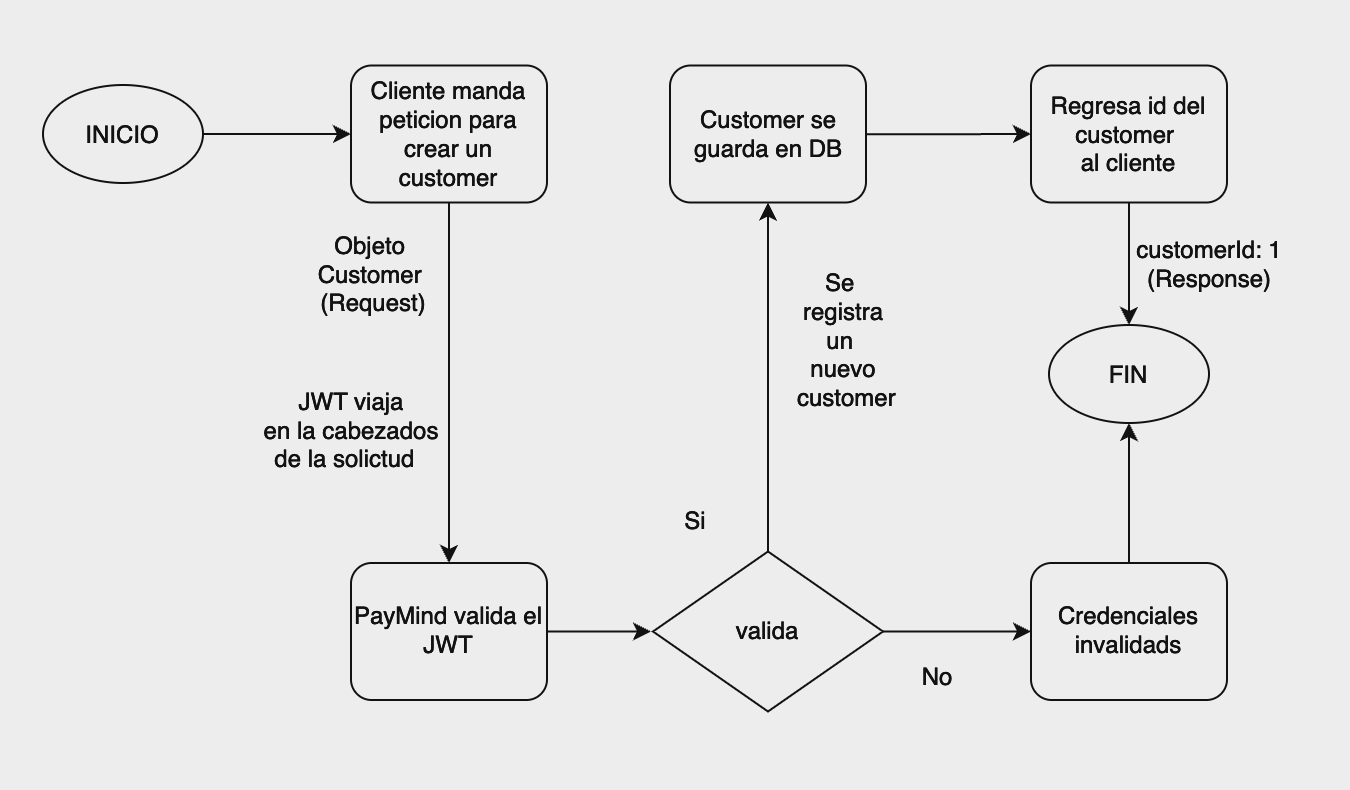 INICIO
Cliente manda
peticion para
crear un
customer
Objeto
Customer
(Request)
JWT viaja
en la cabezados
de la solictud
PayMind valida el
JWT
valida
Si
Se
registra
un
nuevo
customer
Customer se
guarda en DB
Regresa id del
customer
al cliente
customerId: 1
(Response)
FIN
No
Credenciales
invalidads